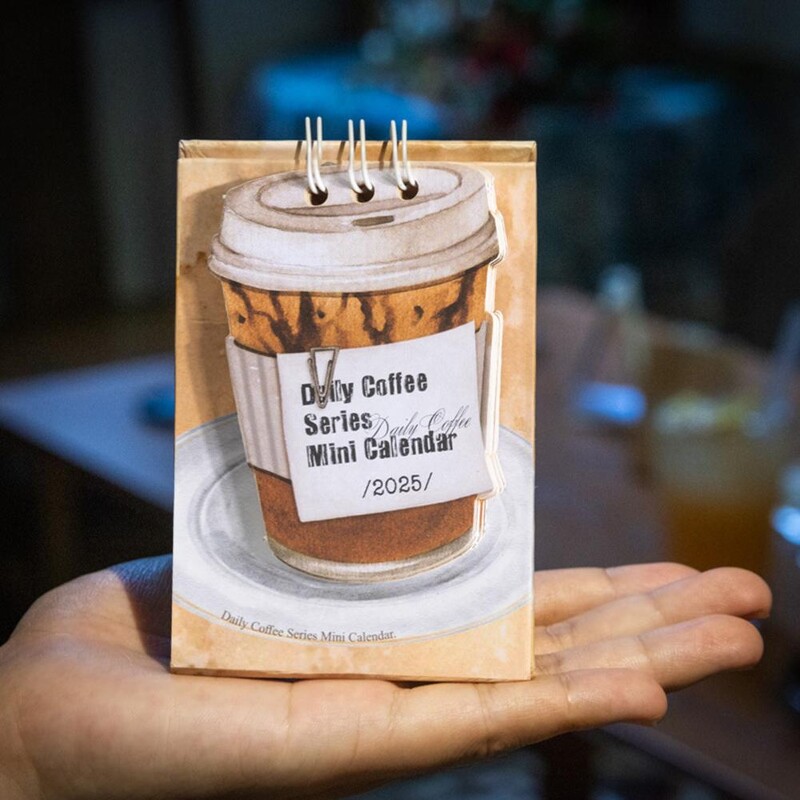 Daily Coffee
Series
Daily Coffee
Mini Calendar
/2025/
Daily Coffee Series Mini Calendar.